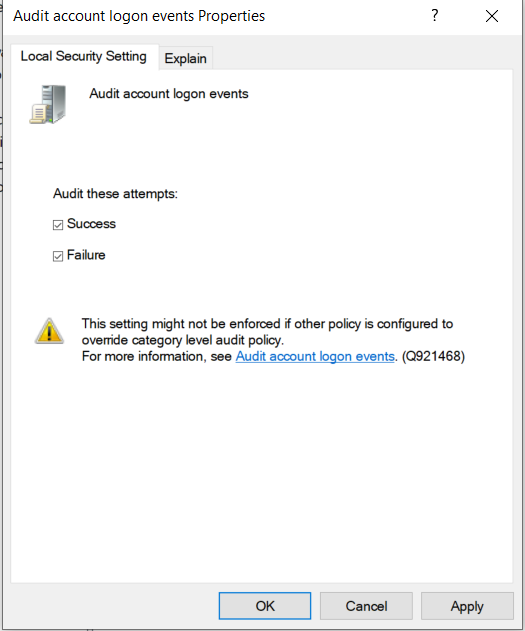 Audit account logon events Properties
?
Local Security Setting
Explain
Audit account logon events
Audit these attempts:
Success
Failure
This setting might not be enforced if other policy is configured to
override category level audit policy.
For more information, see Audit account logon events. (Q921468)
OK
Cancel
Apply